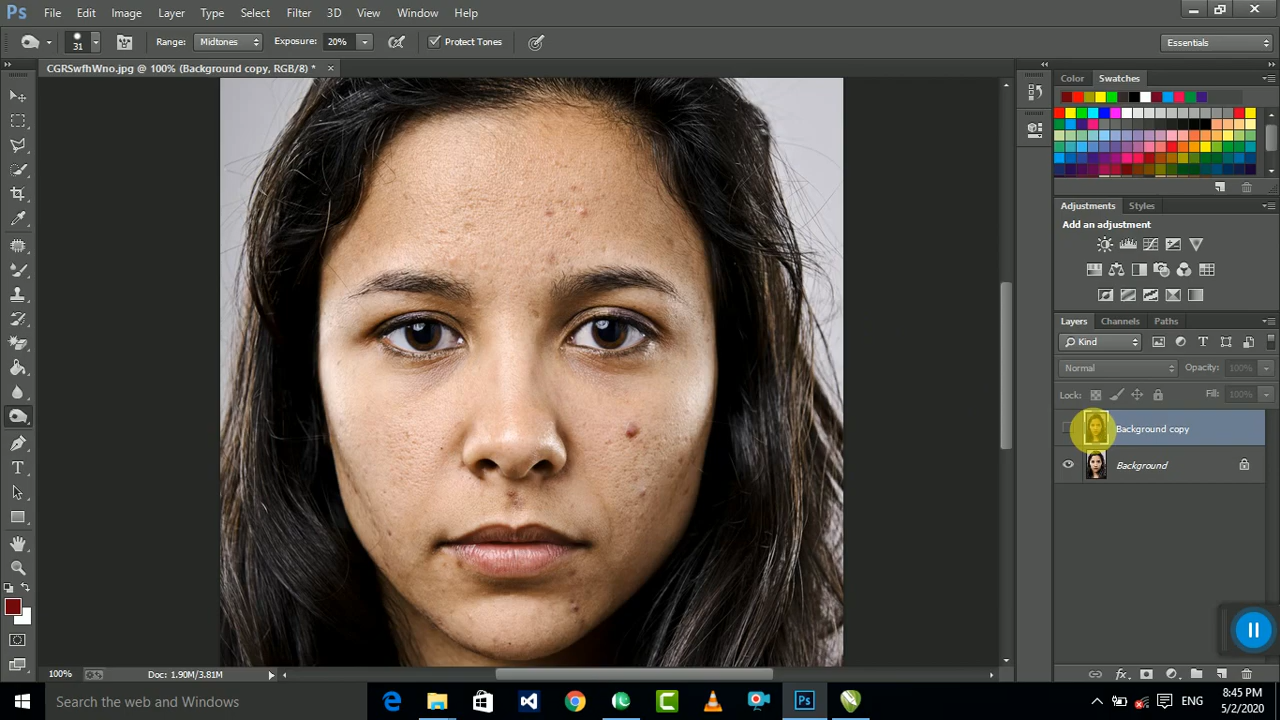 Ps File Edit Image Layer Type Select Filter 3D View Window Help
31 Range: Midtones Exposure: 20% Protect Tones Essentials
CGRSwfhWno.jpg @ 100% (Background copy, RGB/8) *
Color Swatches
Adjustments Styles
Add an adjustment
Layers Channels Paths
Kind
Normal Opacity: 100%
Lock: Fill: 100%
Background copy
Background
100% Doc: 1.90M/3.81M
Search the web and Windows
ENG
8:45 PM
5/2/2020